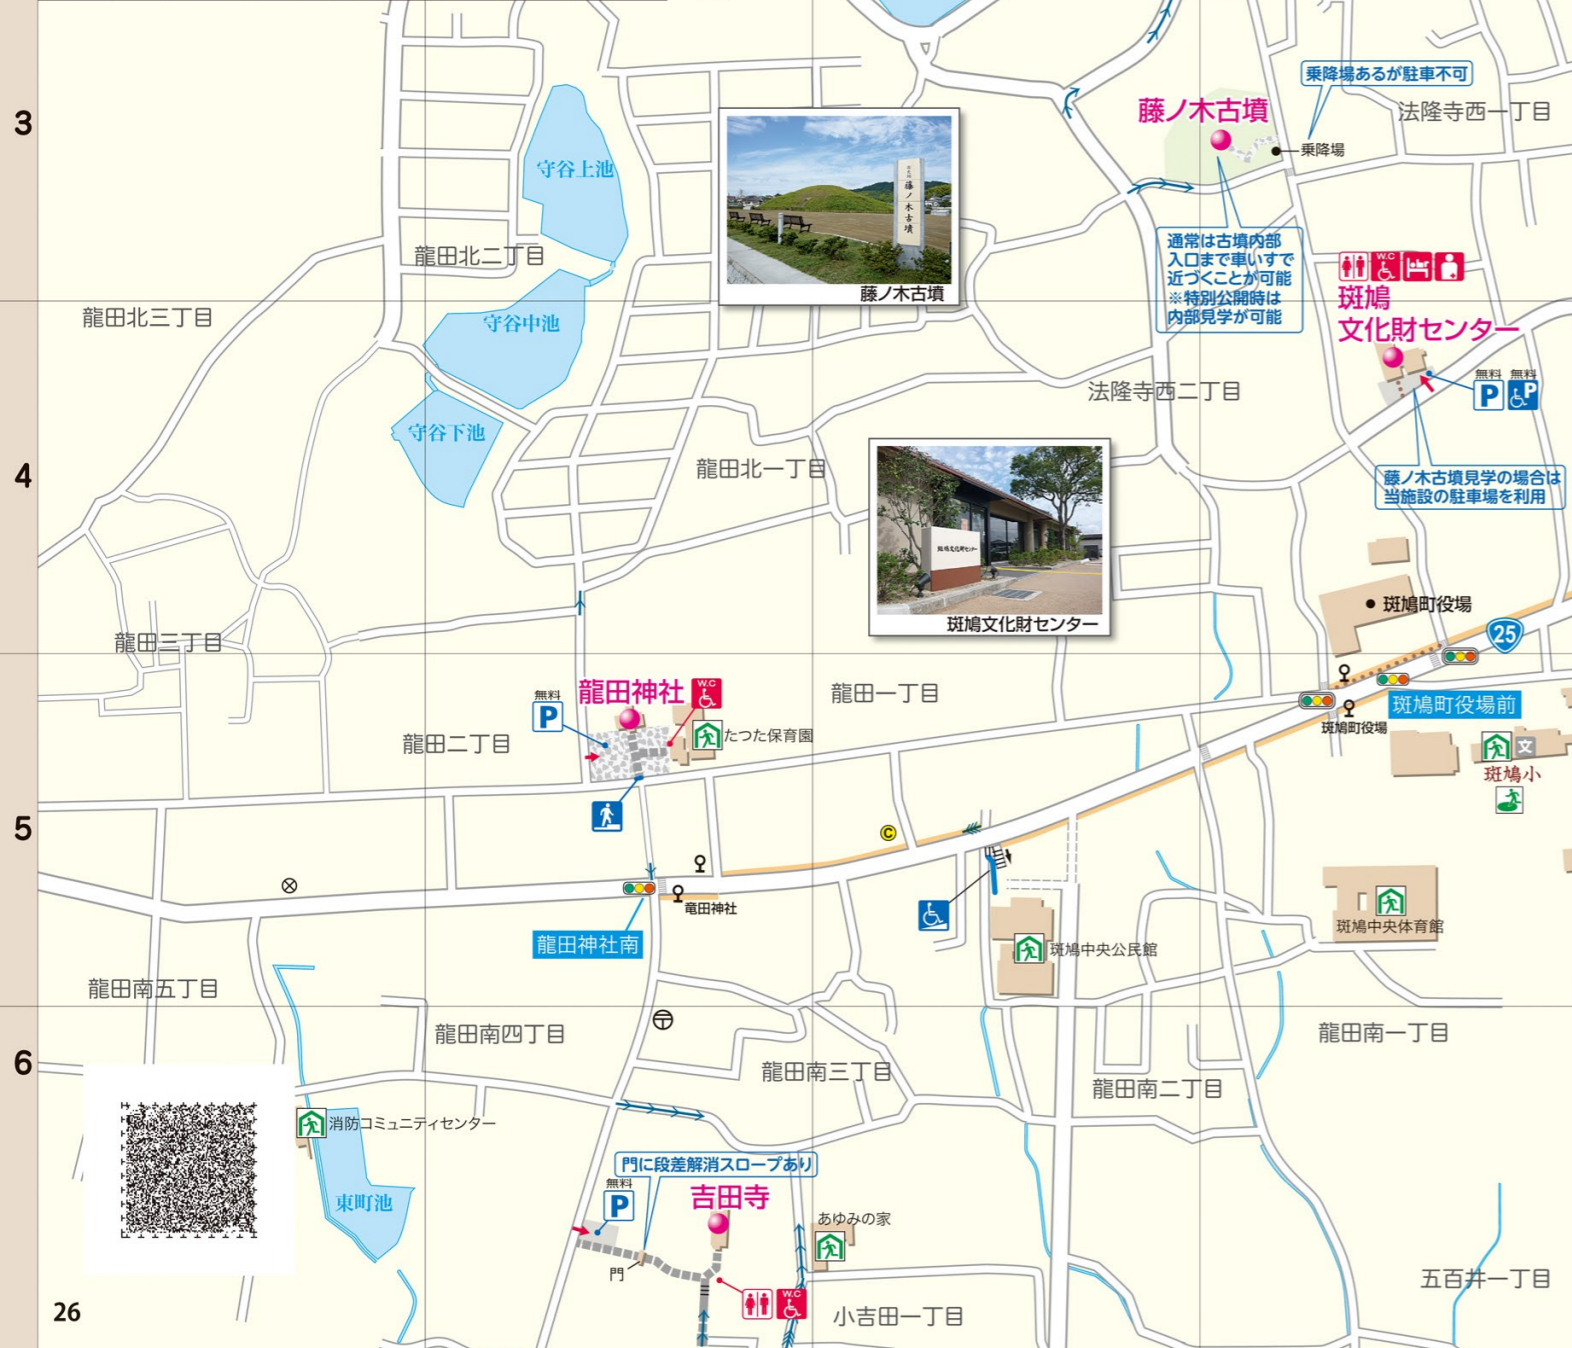 3
乗降場あるが駐車不可
藤ノ木古墳
法隆寺西一丁目
乗降場
守谷上池
藤ノ木古墳
藤ノ木古墳
龍田北二丁目
通常は古墳内部
入口まで車いすで
近づくことが可能
※特別公開時は
内部見学が可能
W.C
斑鳩
文化財センター
龍田北三丁目
守谷中池
無料
P
無料
P
法隆寺西二丁目
守谷下池
4
龍田北一丁目
藤ノ木古墳見学の場合は
当施設の駐車場を利用
斑鳩文化財センター
斑鳩文化財センター
斑鳩町役場
25
龍田三丁目
無料
P
龍田神社
W.C
龍田一丁目
斑鳩町役場前
斑鳩町役場
龍田二丁目
たつた保育園
文
斑鳩小
5
C
竜田神社
龍田神社南
斑鳩中央体育館
斑鳩中央公民館
龍田南五丁目
龍田南四丁目
龍田南一丁目
6
龍田南三丁目
龍田南二丁目
消防コミュニティセンター
門に段差解消スロープあり
無料
P
吉田寺
東町池
あゆみの家
門
W.C
五百井一丁目
小吉田一丁目
26